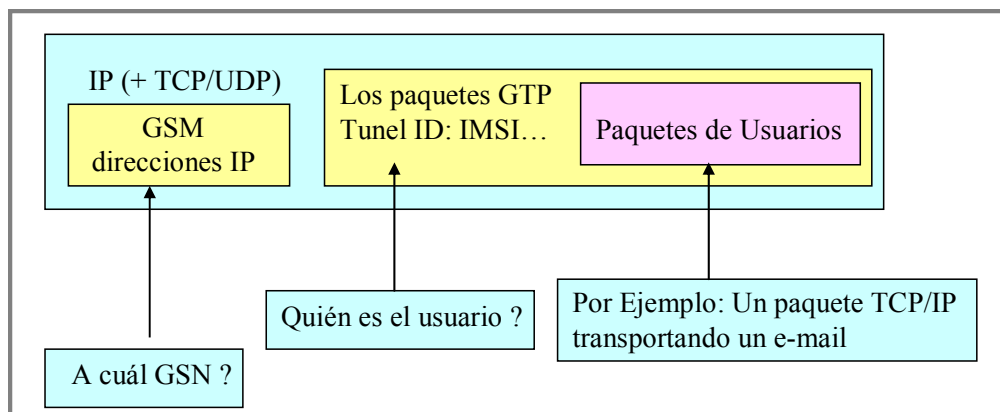 IP (+ TCP/UDP)
GSM
direcciones IP
Los paquetes GTP
Tunel ID: IMSI…
Paquetes de Usuarios
A cuál GSN ?
Quién es el usuario ?
Por Ejemplo: Un paquete TCP/IP
transportando un e-mail